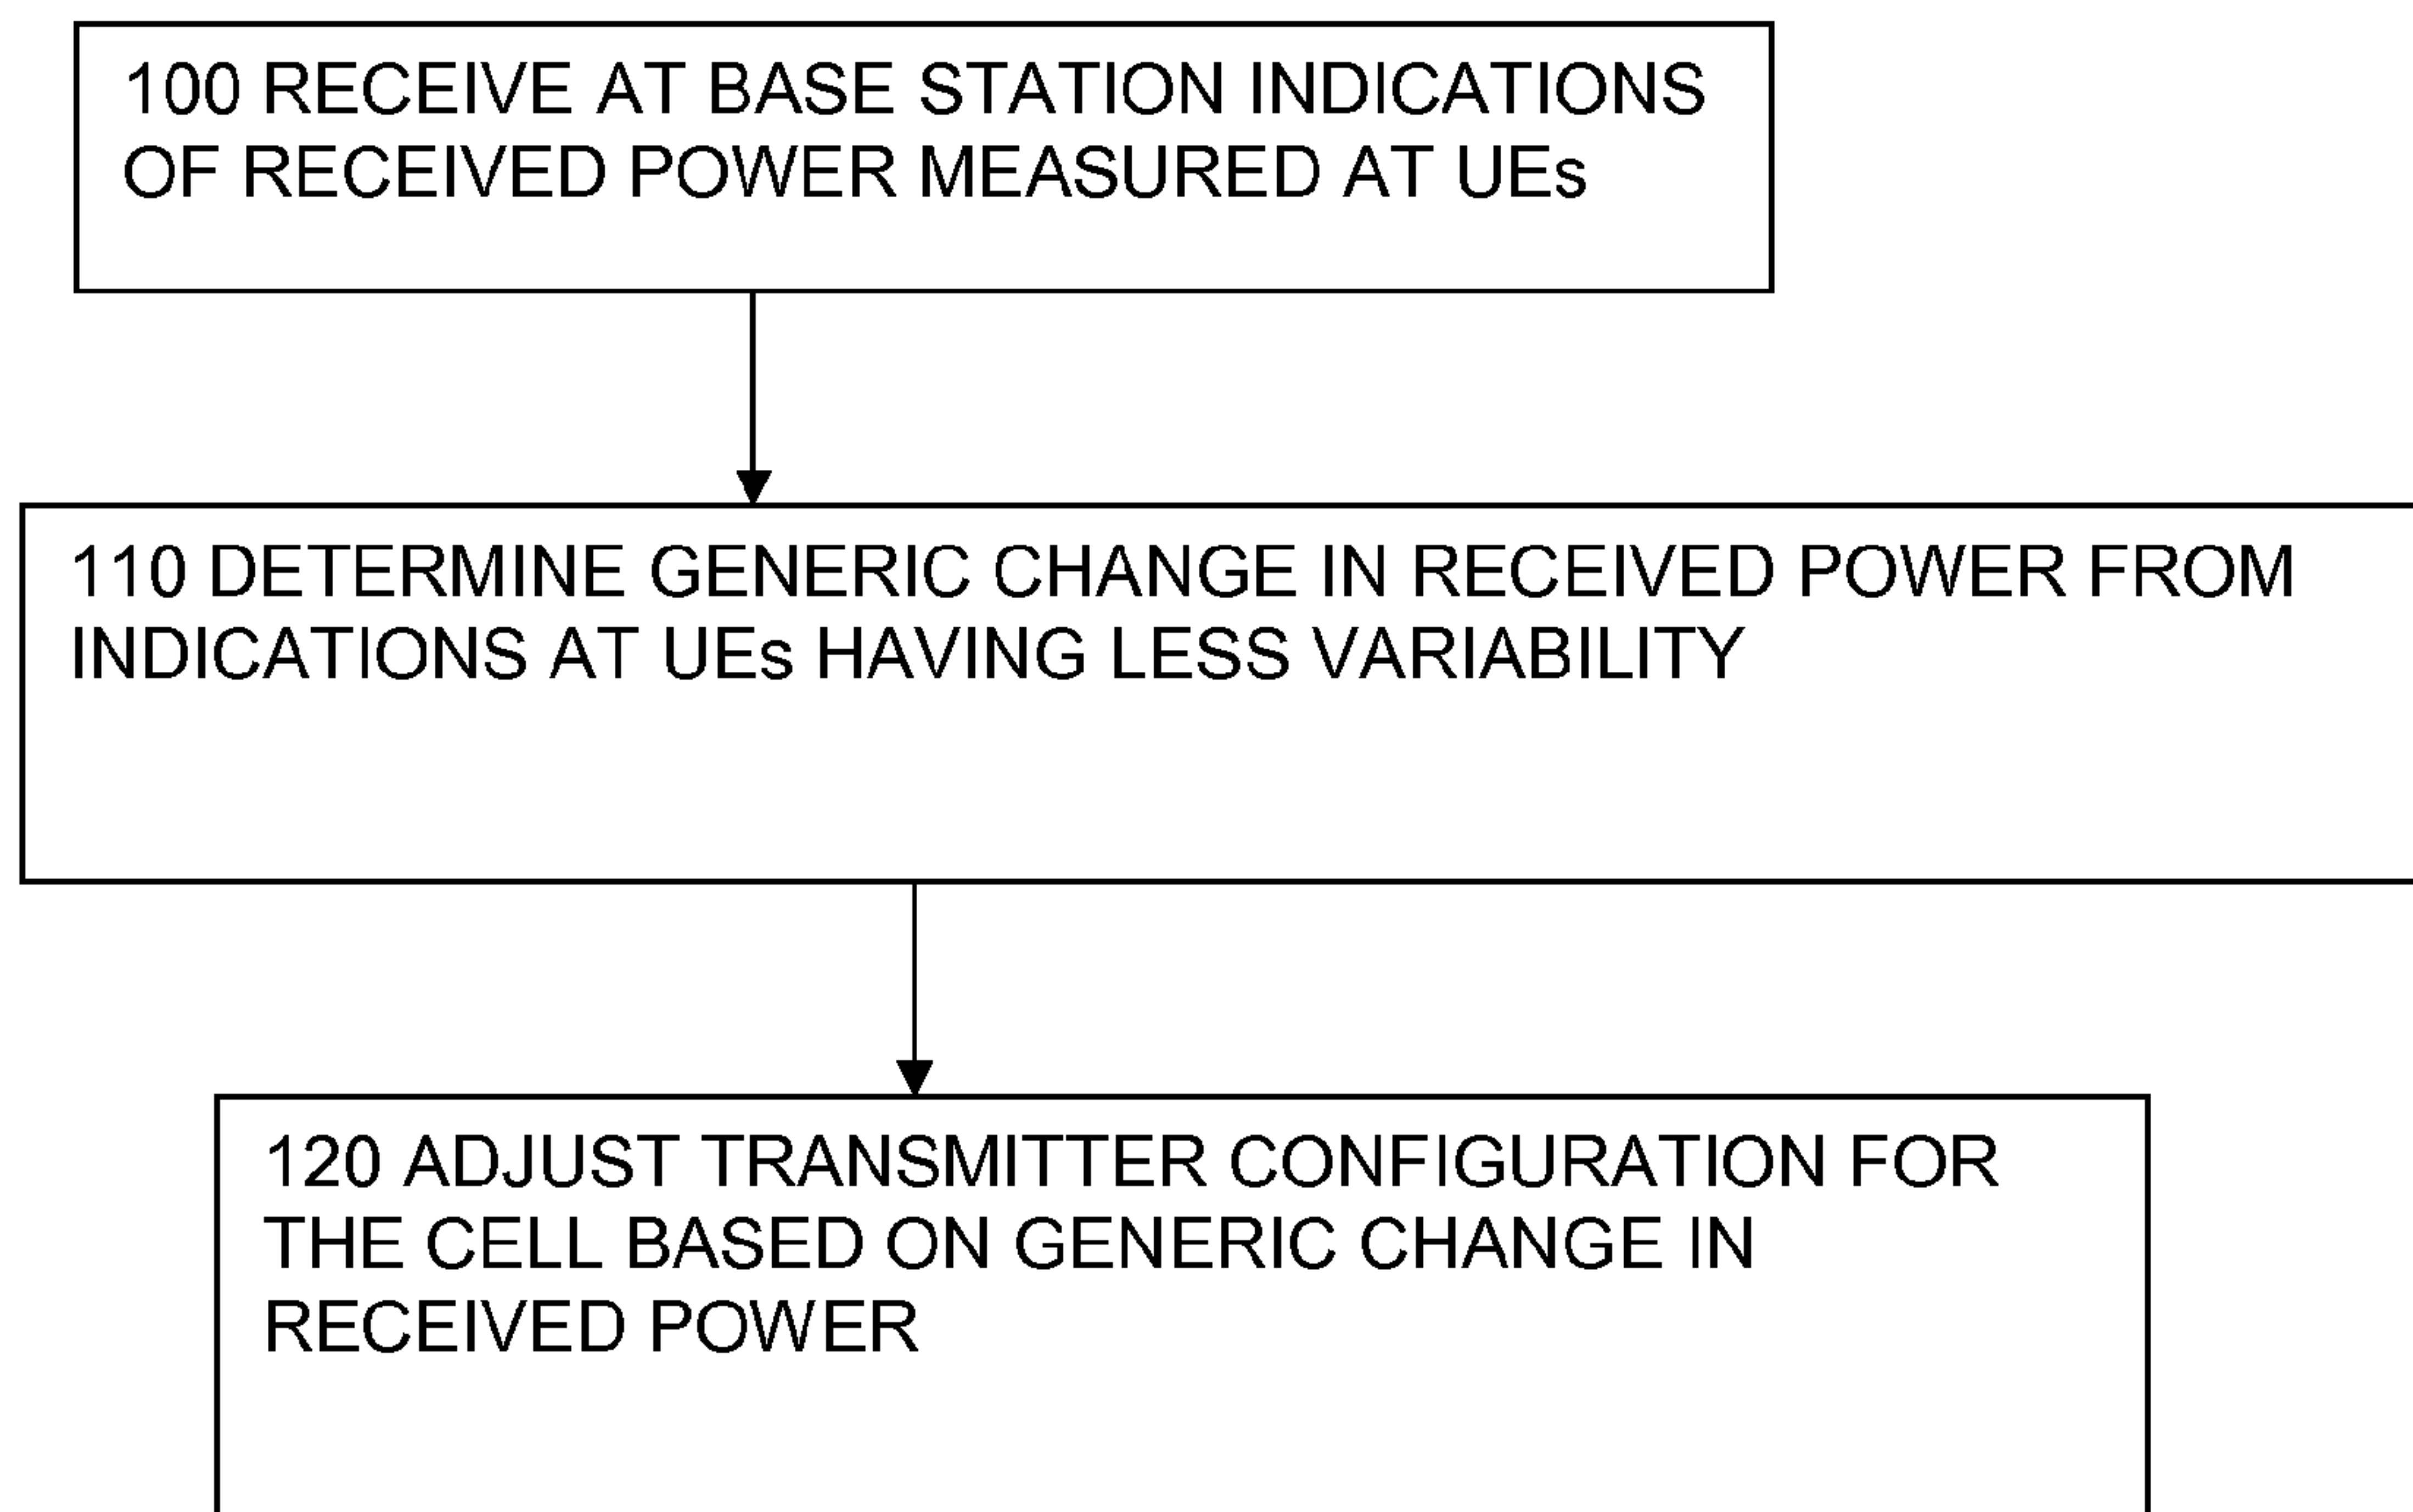 100 RECEIVE AT BASE STATION INDICATIONS
OF RECEIVED POWER MEASURED AT UEs
110 DETERMINE GENERIC CHANGE IN RECEIVED POWER FROM
INDICATIONS AT UEs HAVING LESS VARIABILITY
120 ADJUST TRANSMITTER CONFIGURATION FOR
THE CELL BASED ON GENERIC CHANGE IN
RECEIVED POWER